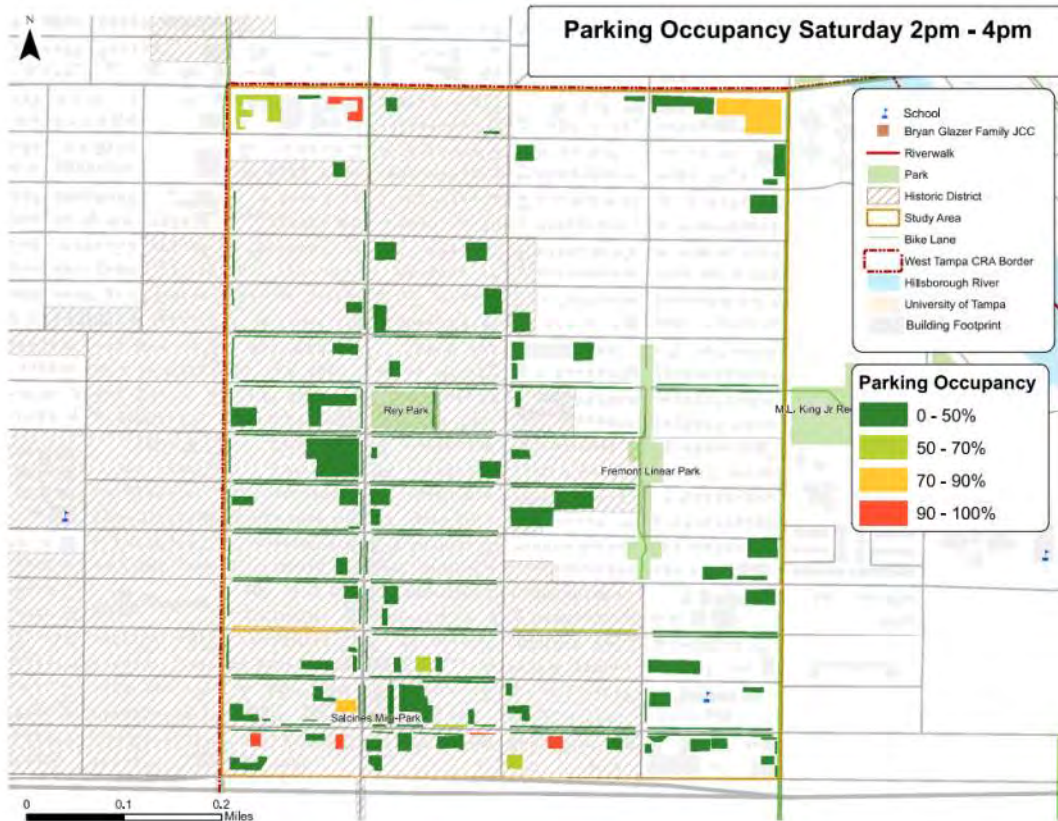 Parking Occupancy Saturday 2pm - 4pm
N
School
Bryan Glazer Family JCC
Riverwalk
Park
Historic District
Study Area
Bike Lane
West Tampa CRA Border
Hillsborough River
University of Tampa
Building Footprint
Parking Occupancy
0 - 50%
50 - 70%
70 - 90%
90 - 100%
Rey Park
M.L. King Jr Rec
Fremont Linear Park
Salcines Mini-Park
0 0.1 0.2
Miles